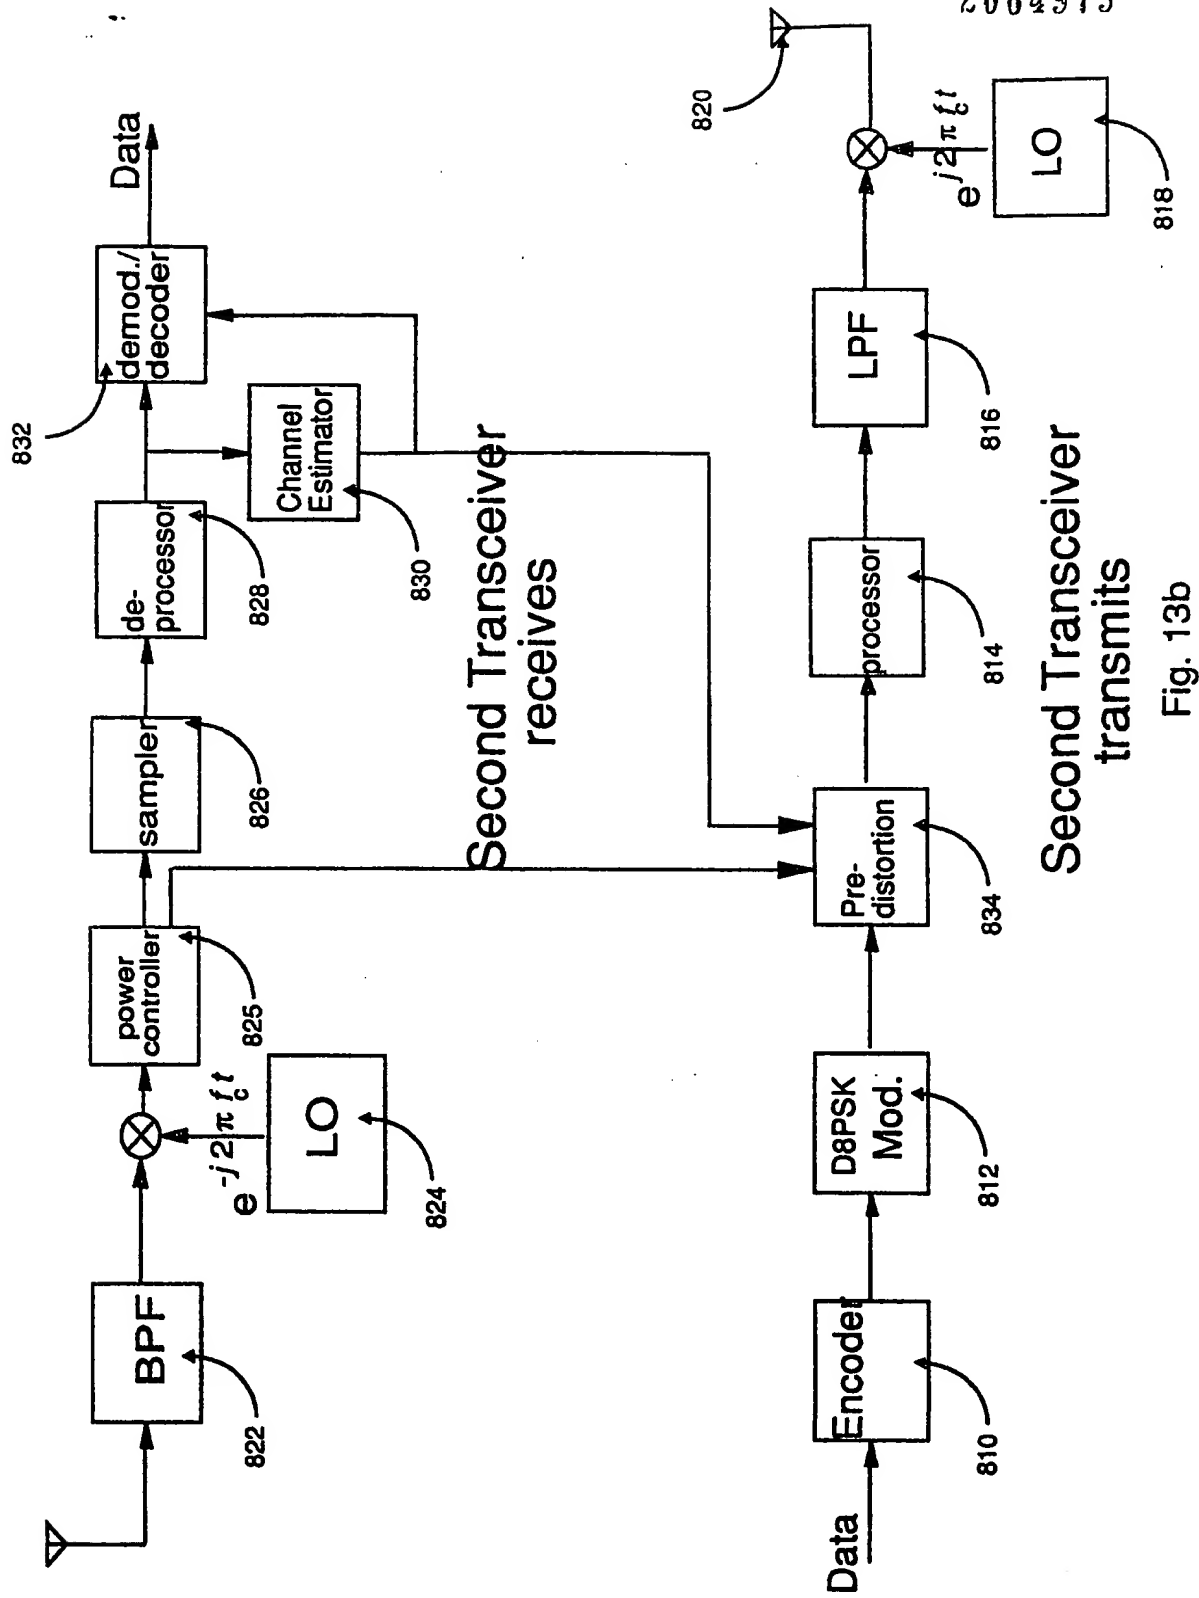 BPF
822
e^-j2πf_c t
LO
824
power
controller
825
sampler
826
de-
processor
828
Channel
Estimator
830
demod./
decoder
832
Data
Second Transceiver
receives
Data
Encoder
810
D8PSK
Mod.
812
Pre-
distortion
834
processor
814
LPF
816
e^j2πf_c t
LO
818
820
Second Transceiver
transmits
Fig. 13b